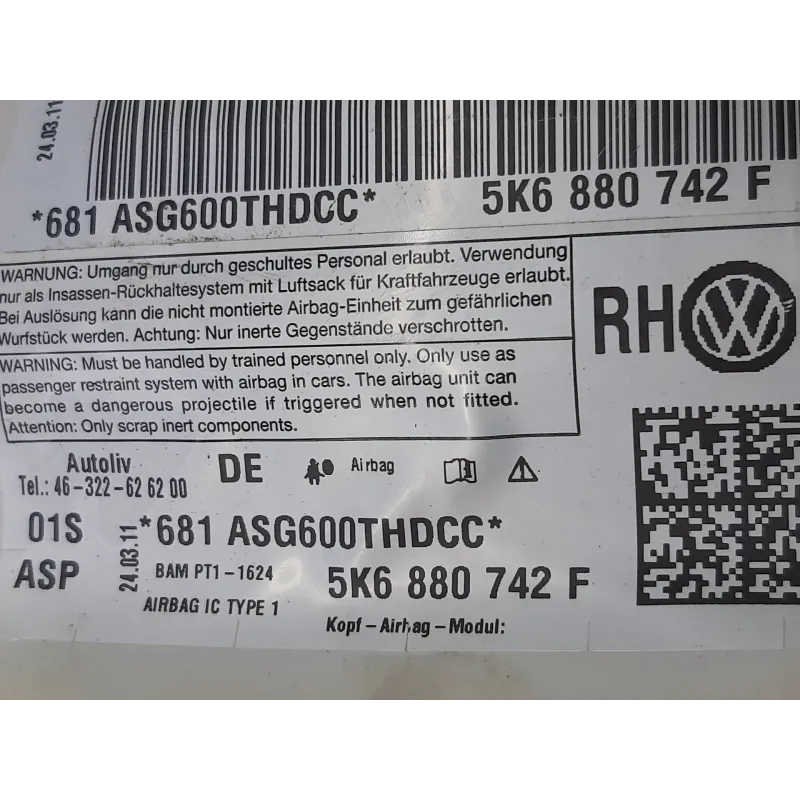 24.03.11
*681 ASG600THDCC* 5K6 880 742 F
WARNUNG: Umgang nur durch geschultes Personal erlaubt. Verwendung
nur als Insassen-Rückhaltesystem mit Luftsack für Kraftfahrzeuge erlaubt.
Bei Auslösung kann die nicht montierte Airbag-Einheit zum gefährlichen
Wurfstück werden. Achtung: Nur inerte Gegenstände verschrotten.
RH
WARNING: Must be handled by trained personnel only. Only use as
passenger restraint system with airbag in cars. The airbag unit can
become a dangerous projectile if triggered when not fitted.
Attention: Only scrap inert components.
Autoliv DE Airbag
Tel.: 46-322-62 62 00
01S 24.03.11 *681 ASG600THDCC*
ASP BAM PT1-1624 5K6 880 742 F
AIRBAG IC TYPE 1
Kopf-Airbag-Modul: